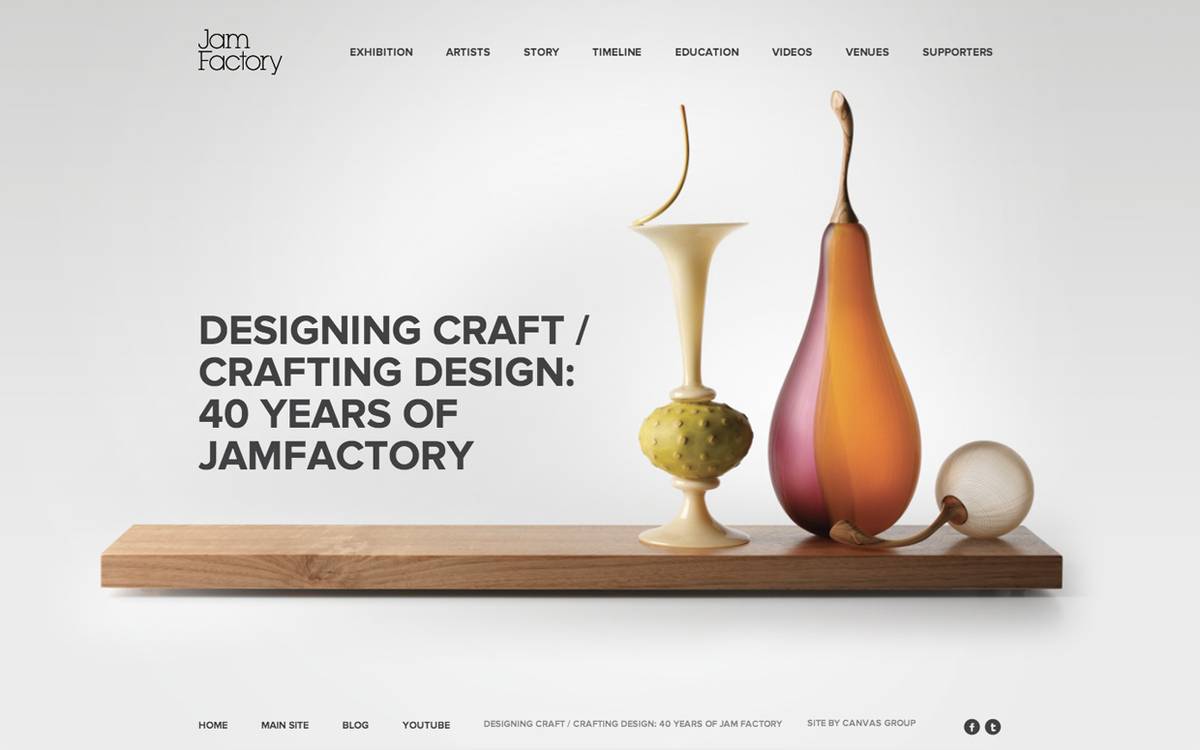 Jam
Factory
EXHIBITION ARTISTS STORY TIMELINE EDUCATION VIDEOS VENUES SUPPORTERS
DESIGNING CRAFT /
CRAFTING DESIGN:
40 YEARS OF
JAMFACTORY
HOME MAIN SITE BLOG YOUTUBE DESIGNING CRAFT / CRAFTING DESIGN: 40 YEARS OF JAM FACTORY SITE BY CANVAS GROUP